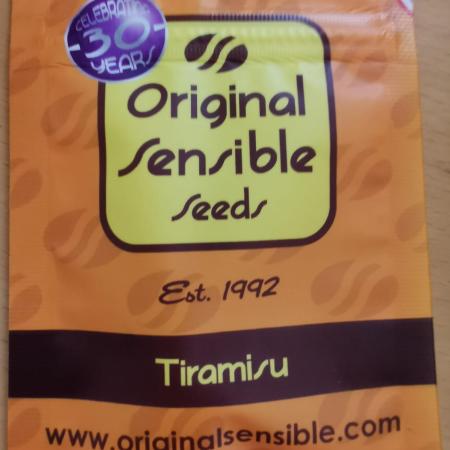 CELEBRATING
30
YEARS
Original
Sensible
Seeds
Est. 1992
Tiramisu
www.originalsensible.com